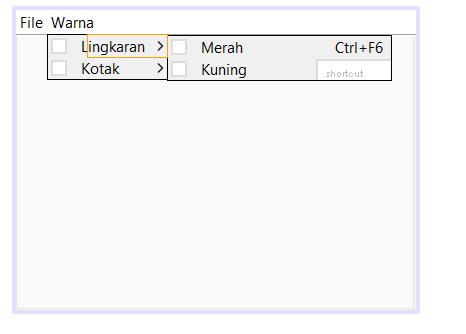 File Warna
Lingkaran > Merah Ctrl+F6
Kotak > Kuning shortcut